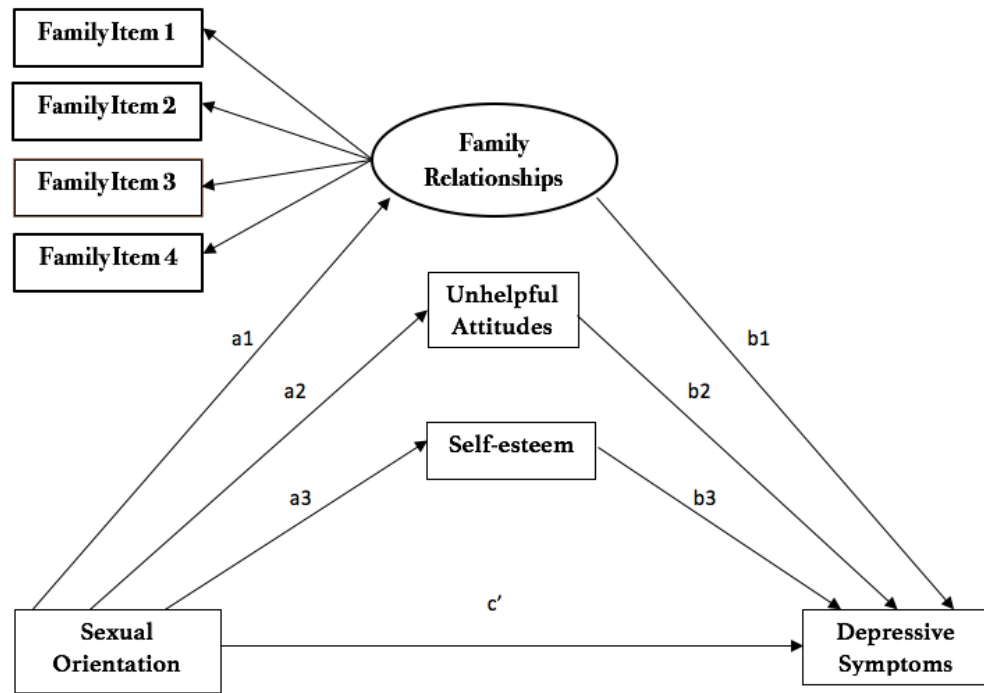 Family Item 1
Family Item 2
Family Item 3
Family Item 4
Family
Relationships
Unhelpful
Attitudes
a1
b1
a2
b2
Self-esteem
a3
b3
c’
Sexual
Orientation
Depressive
Symptoms